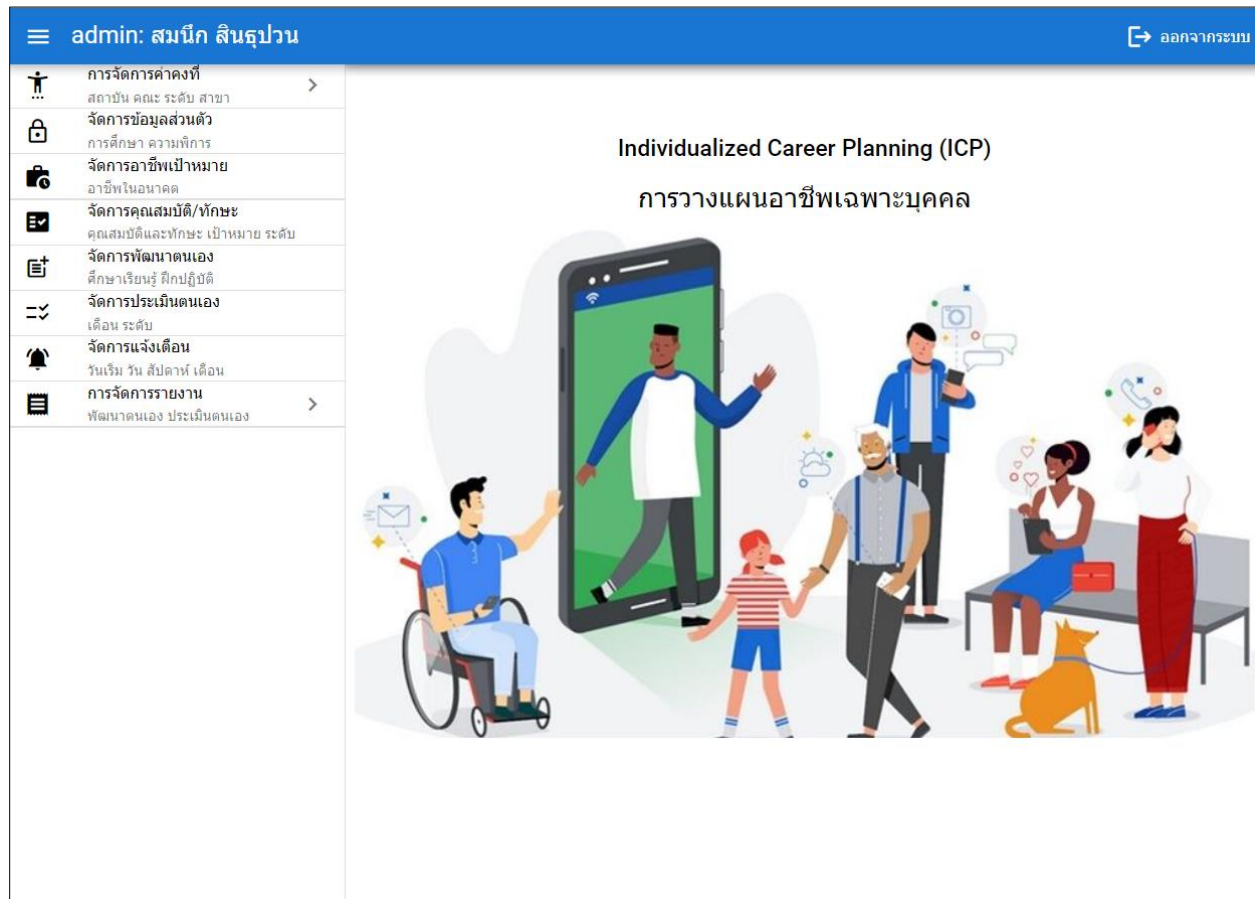 admin: สมนึก สินธุปวน
ออกจากระบบ
การจัดการค่าคงที่
สถาบัน คณะ ระดับ สาขา
จัดการข้อมูลส่วนตัว
การศึกษา ความพิการ
จัดการอาชีพเป้าหมาย
อาชีพในอนาคต
จัดการคุณสมบัติ/ทักษะ
คุณสมบัติและทักษะ เป้าหมาย ระดับ
จัดการพัฒนาตนเอง
ศึกษาเรียนรู้ ฝึกปฏิบัติ
จัดการประเมินตนเอง
เดือน ระดับ
จัดการแจ้งเตือน
วันเริ่ม วัน สัปดาห์ เดือน
การจัดการรายงาน
พัฒนาตนเอง ประเมินตนเอง
Individualized Career Planning (ICP)
การวางแผนอาชีพเฉพาะบุคคล